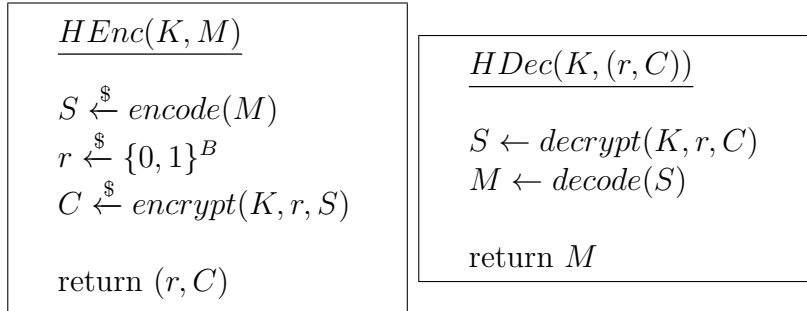 HEnc(K, M)
S $← encode(M)
r $← {0, 1}^B
C $← encrypt(K, r, S)
return (r, C)
HDec(K, (r, C))
S ← decrypt(K, r, C)
M ← decode(S)
return M